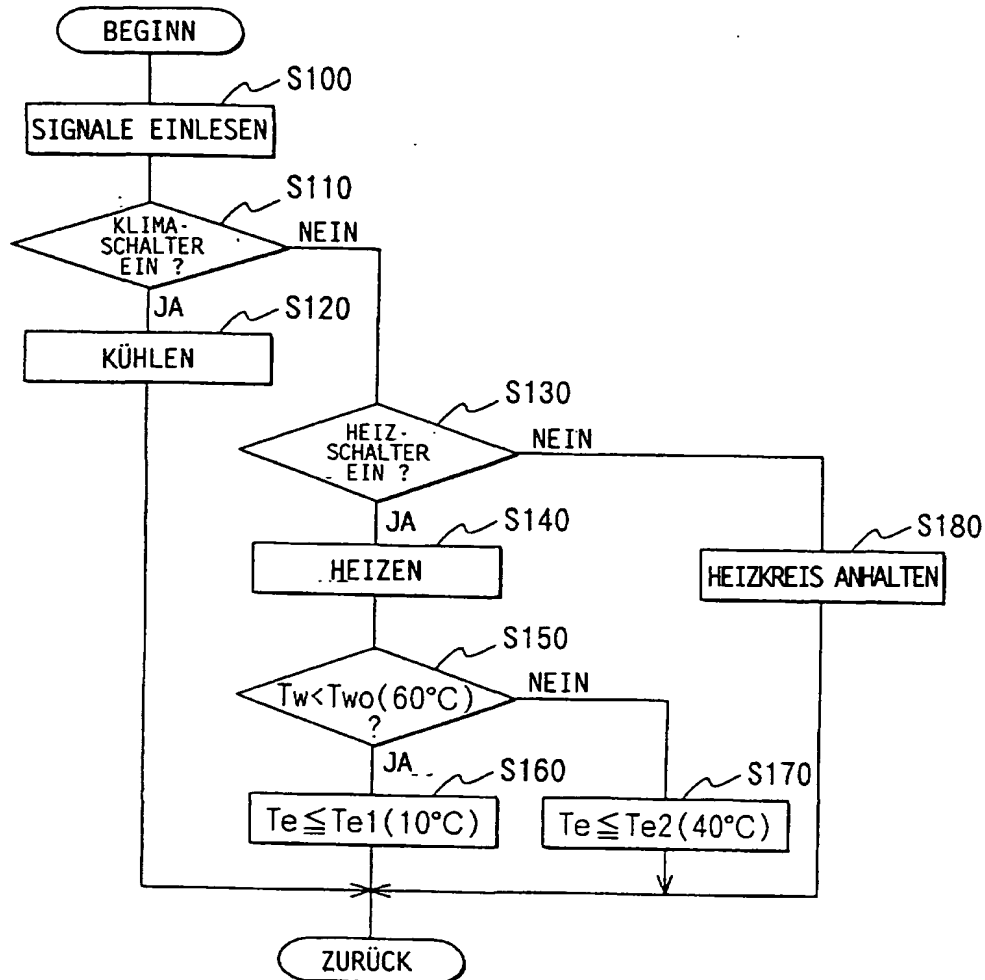 BEGINN
S100
SIGNALE EINLESEN
S110
KLIMA-
SCHALTER
EIN ?
NEIN
JA
S120
KÜHLEN
S130
HEIZ-
SCHALTER
EIN ?
NEIN
JA
S140
HEIZEN
S180
HEIZKREIS ANHALTEN
S150
Tw<Two(60°C)
?
NEIN
JA
S160
Te≦Te1(10°C)
S170
Te≦Te2(40°C)
ZURÜCK